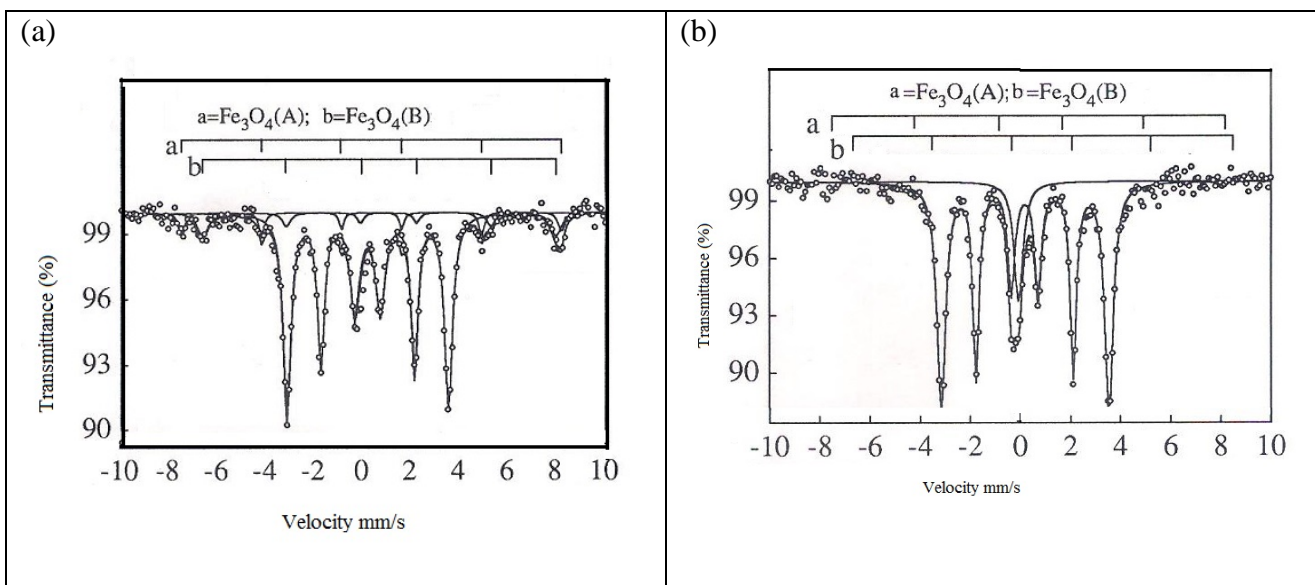 (a)
a=Fe₃O₄(A); b=Fe₃O₄(B)
a
b
99
96
93
90
Transmittance (%)
-10 -8 -6 -4 -2 0 2 4 6 8 10
Velocity mm/s
(b)
a=Fe₃O₄(A);b=Fe₃O₄(B)
a
b
99
96
93
90
Transmittance (%)
-10 -8 -6 -4 -2 0 2 4 6 8 10
Velocity mm/s